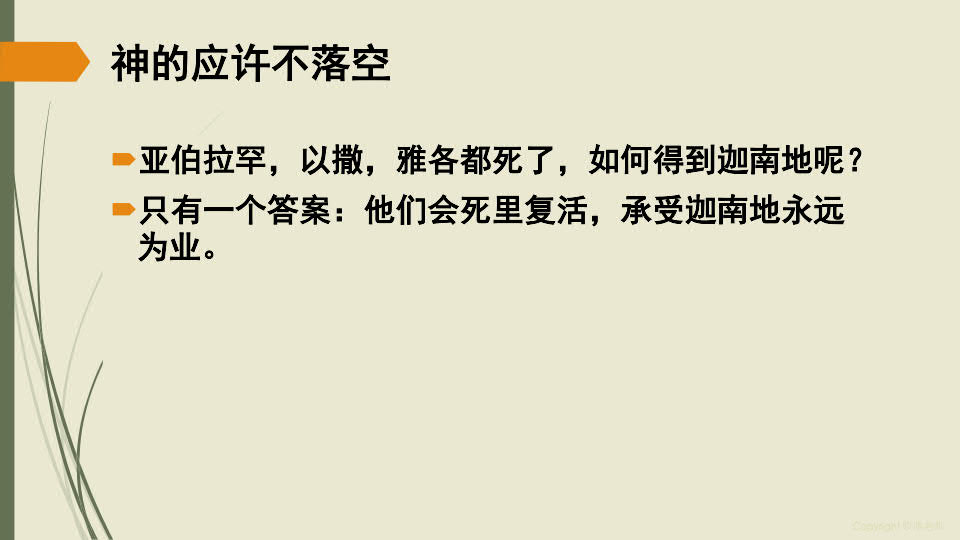 神的应许不落空
亚伯拉罕，以撒，雅各都死了，如何得到迦南地呢？
只有一个答案：他们会死里复活，承受迦南地永远
为业。